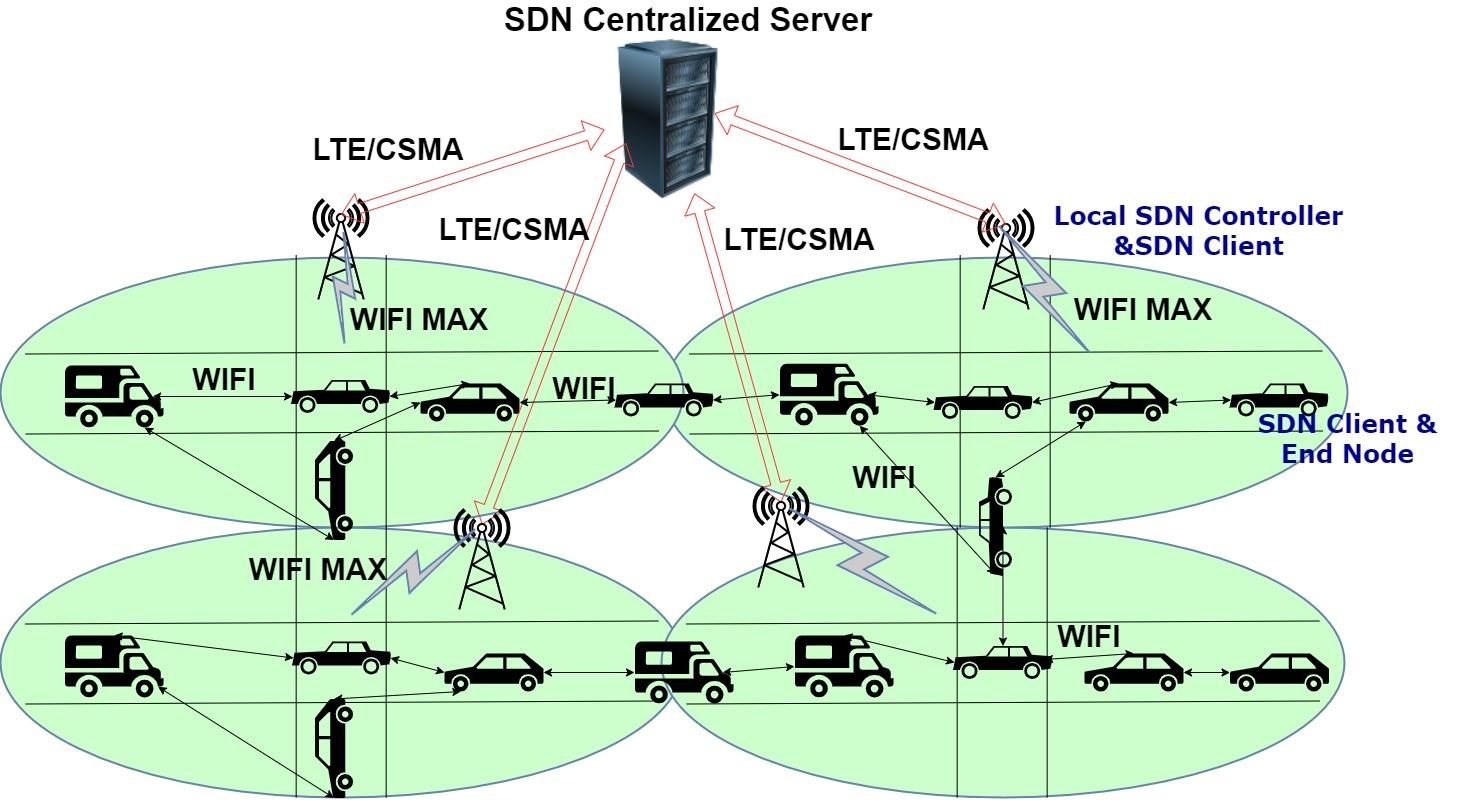 SDN Centralized Server
LTE/CSMA
LTE/CSMA
LTE/CSMA
LTE/CSMA
Local SDN Controller
&SDN Client
WIFI MAX
WIFI MAX
WIFI
WIFI
SDN Client &
End Node
WIFI
WIFI MAX
WIFI